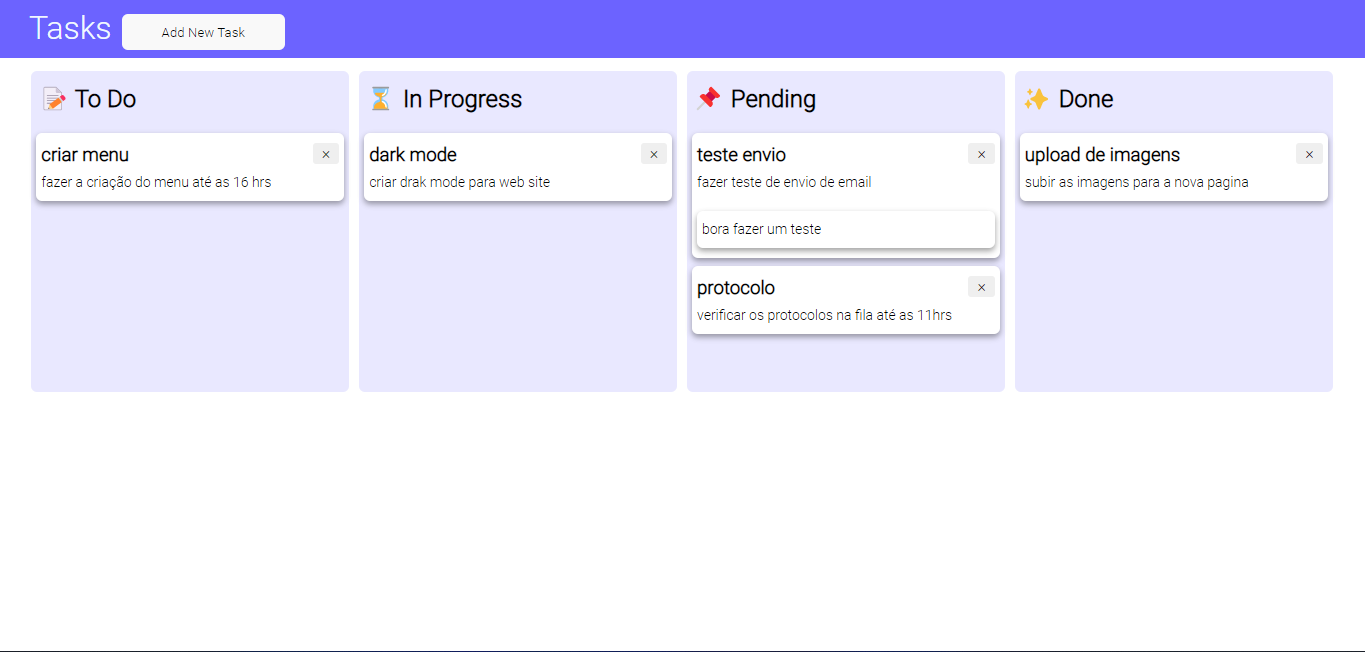 Tasks
Add New Task
To Do
criar menu
×
fazer a criação do menu até as 16 hrs
In Progress
dark mode
×
criar drak mode para web site
Pending
teste envio
×
fazer teste de envio de email
bora fazer um teste
protocolo
×
verificar os protocolos na fila até as 11hrs
Done
upload de imagens
×
subir as imagens para a nova pagina